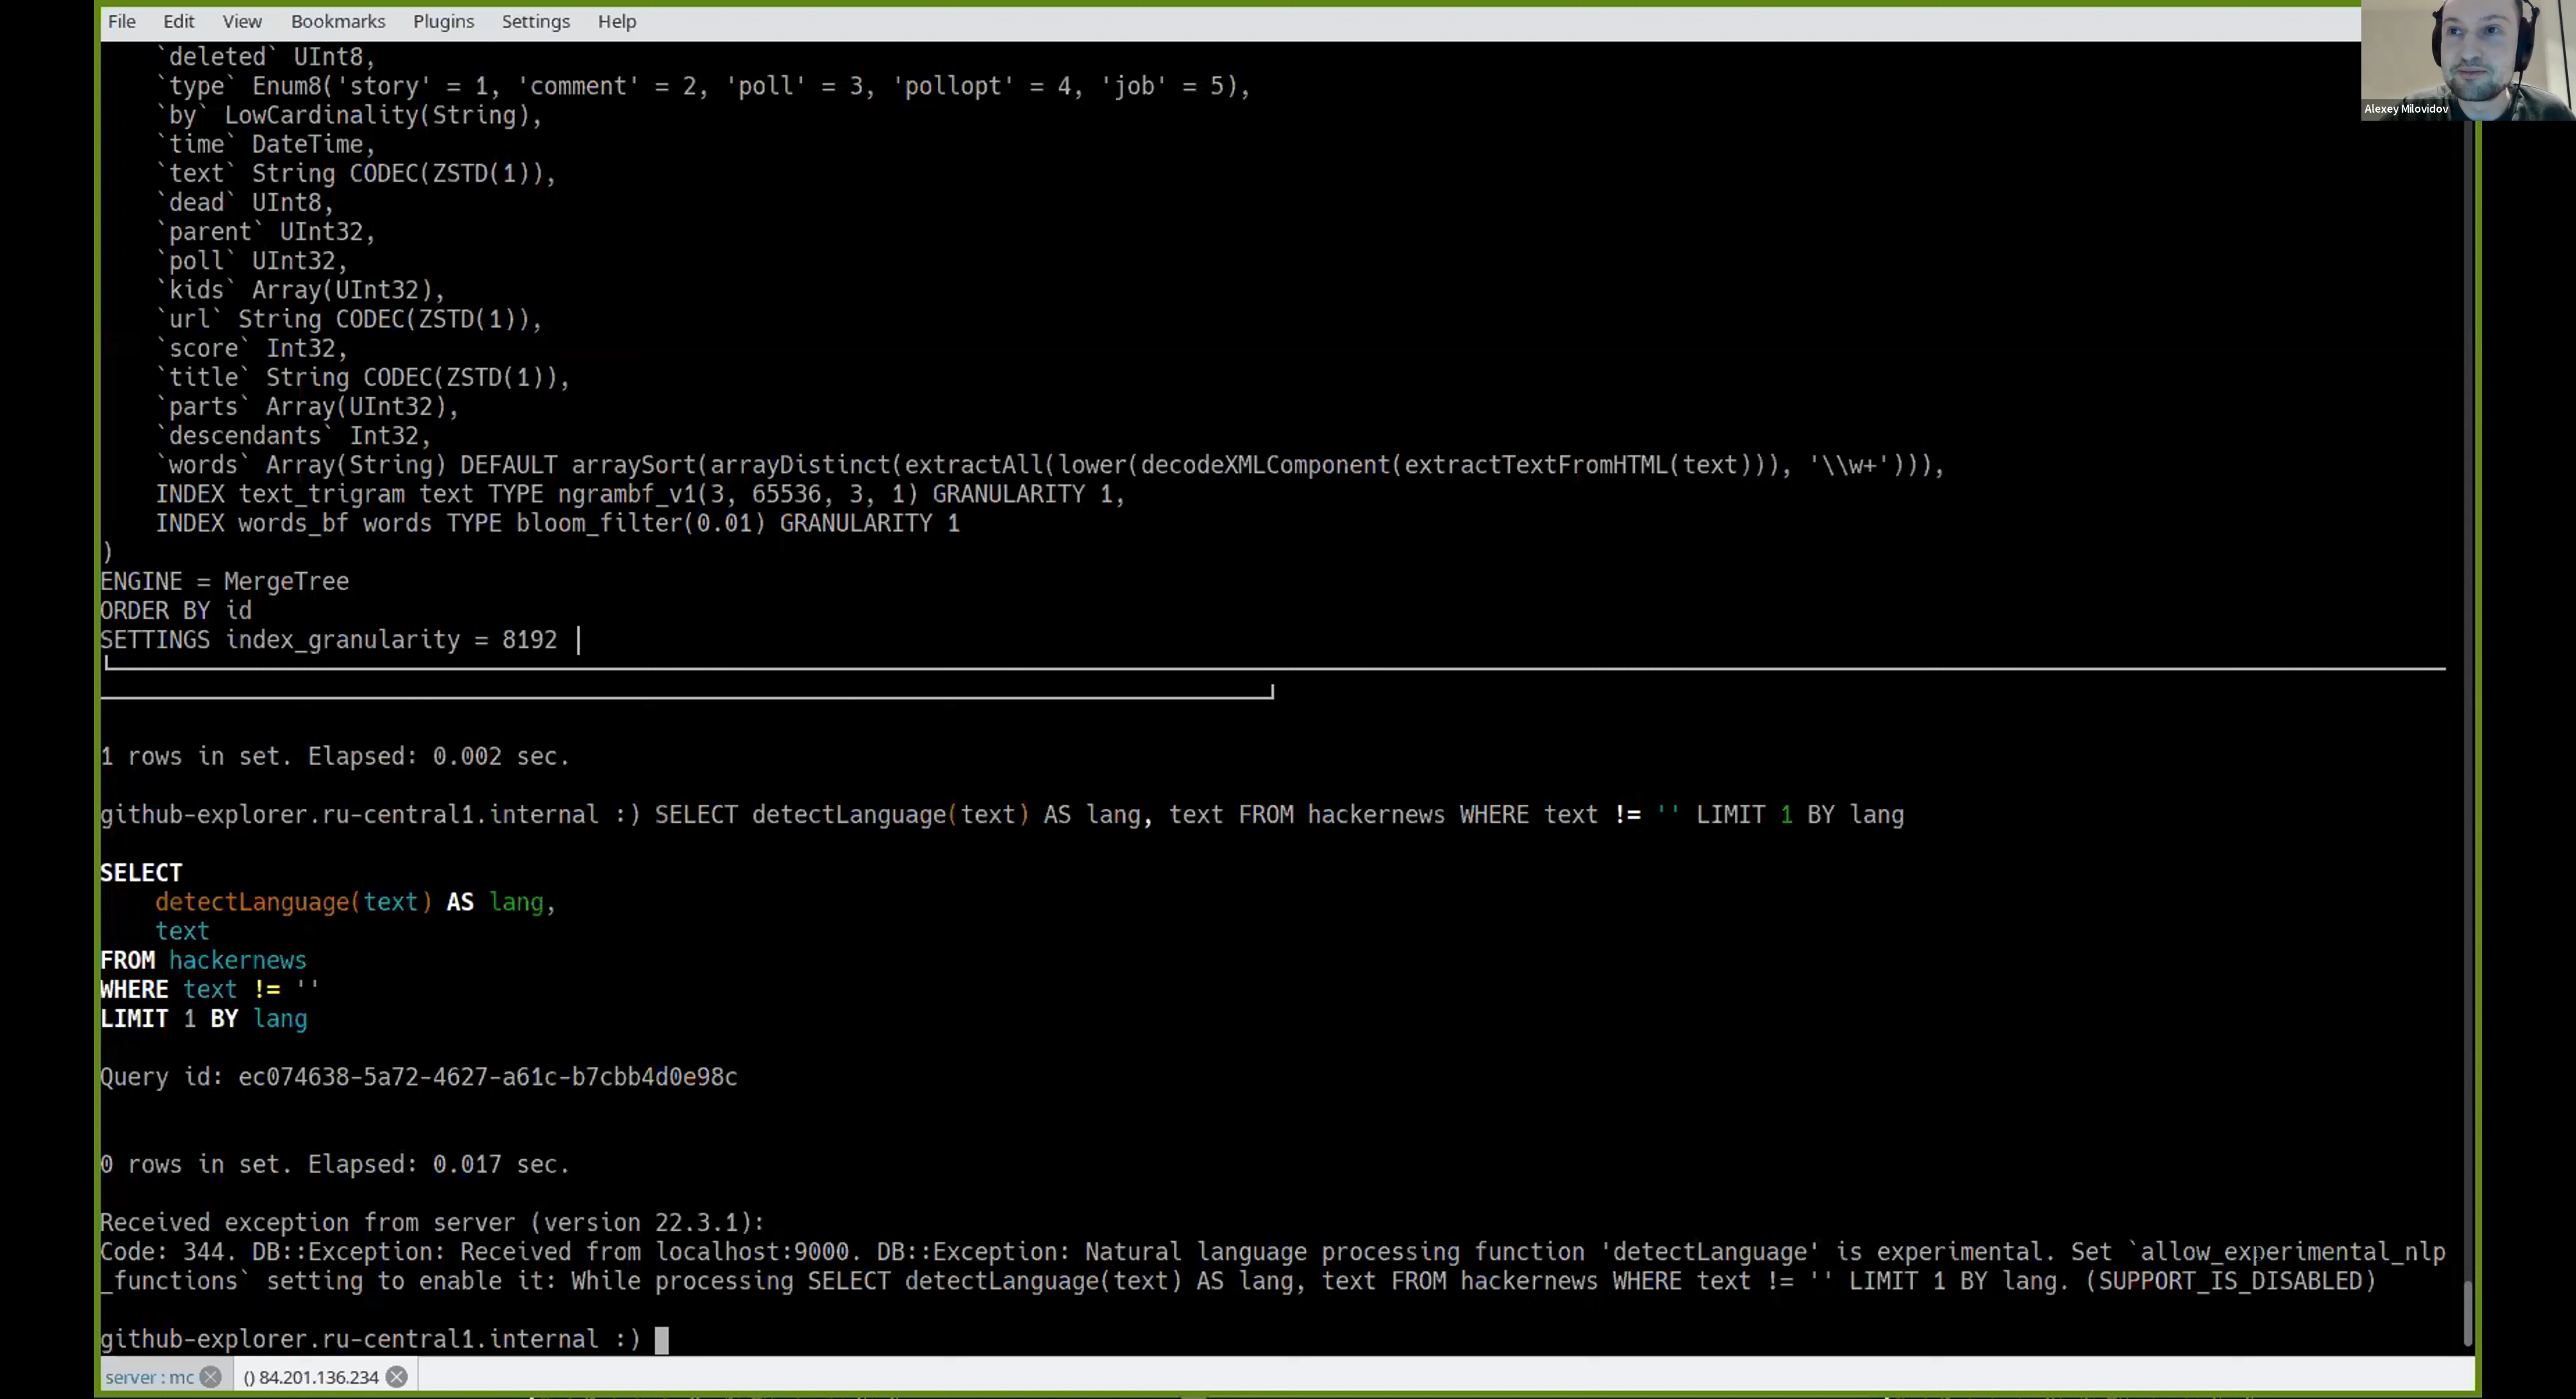 File Edit View Bookmarks Plugins Settings Help
Alexey Milovidov
`deleted` UInt8,
`type` Enum8('story' = 1, 'comment' = 2, 'poll' = 3, 'pollopt' = 4, 'job' = 5),
`by` LowCardinality(String),
`time` DateTime,
`text` String CODEC(ZSTD(1)),
`dead` UInt8,
`parent` UInt32,
`poll` UInt32,
`kids` Array(UInt32),
`url` String CODEC(ZSTD(1)),
`score` Int32,
`title` String CODEC(ZSTD(1)),
`parts` Array(UInt32),
`descendants` Int32,
`words` Array(String) DEFAULT arraySort(arrayDistinct(extractAll(lower(decodeXMLComponent(extractTextFromHTML(text))), '\\w+'))),
INDEX text_trigram text TYPE ngrambf_v1(3, 65536, 3, 1) GRANULARITY 1,
INDEX words_bf words TYPE bloom_filter(0.01) GRANULARITY 1
)
ENGINE = MergeTree
ORDER BY id
SETTINGS index_granularity = 8192
1 rows in set. Elapsed: 0.002 sec.
github-explorer.ru-central1.internal :) SELECT detectLanguage(text) AS lang, text FROM hackernews WHERE text != '' LIMIT 1 BY lang
SELECT
detectLanguage(text) AS lang,
text
FROM hackernews
WHERE text != ''
LIMIT 1 BY lang
Query id: ec074638-5a72-4627-a61c-b7cbb4d0e98c
0 rows in set. Elapsed: 0.017 sec.
Received exception from server (version 22.3.1):
Code: 344. DB::Exception: Received from localhost:9000. DB::Exception: Natural language processing function 'detectLanguage' is experimental. Set `allow_experimental_nlp
_functions` setting to enable it: While processing SELECT detectLanguage(text) AS lang, text FROM hackernews WHERE text != '' LIMIT 1 BY lang. (SUPPORT_IS_DISABLED)
github-explorer.ru-central1.internal :)
server : mc () 84.201.136.234